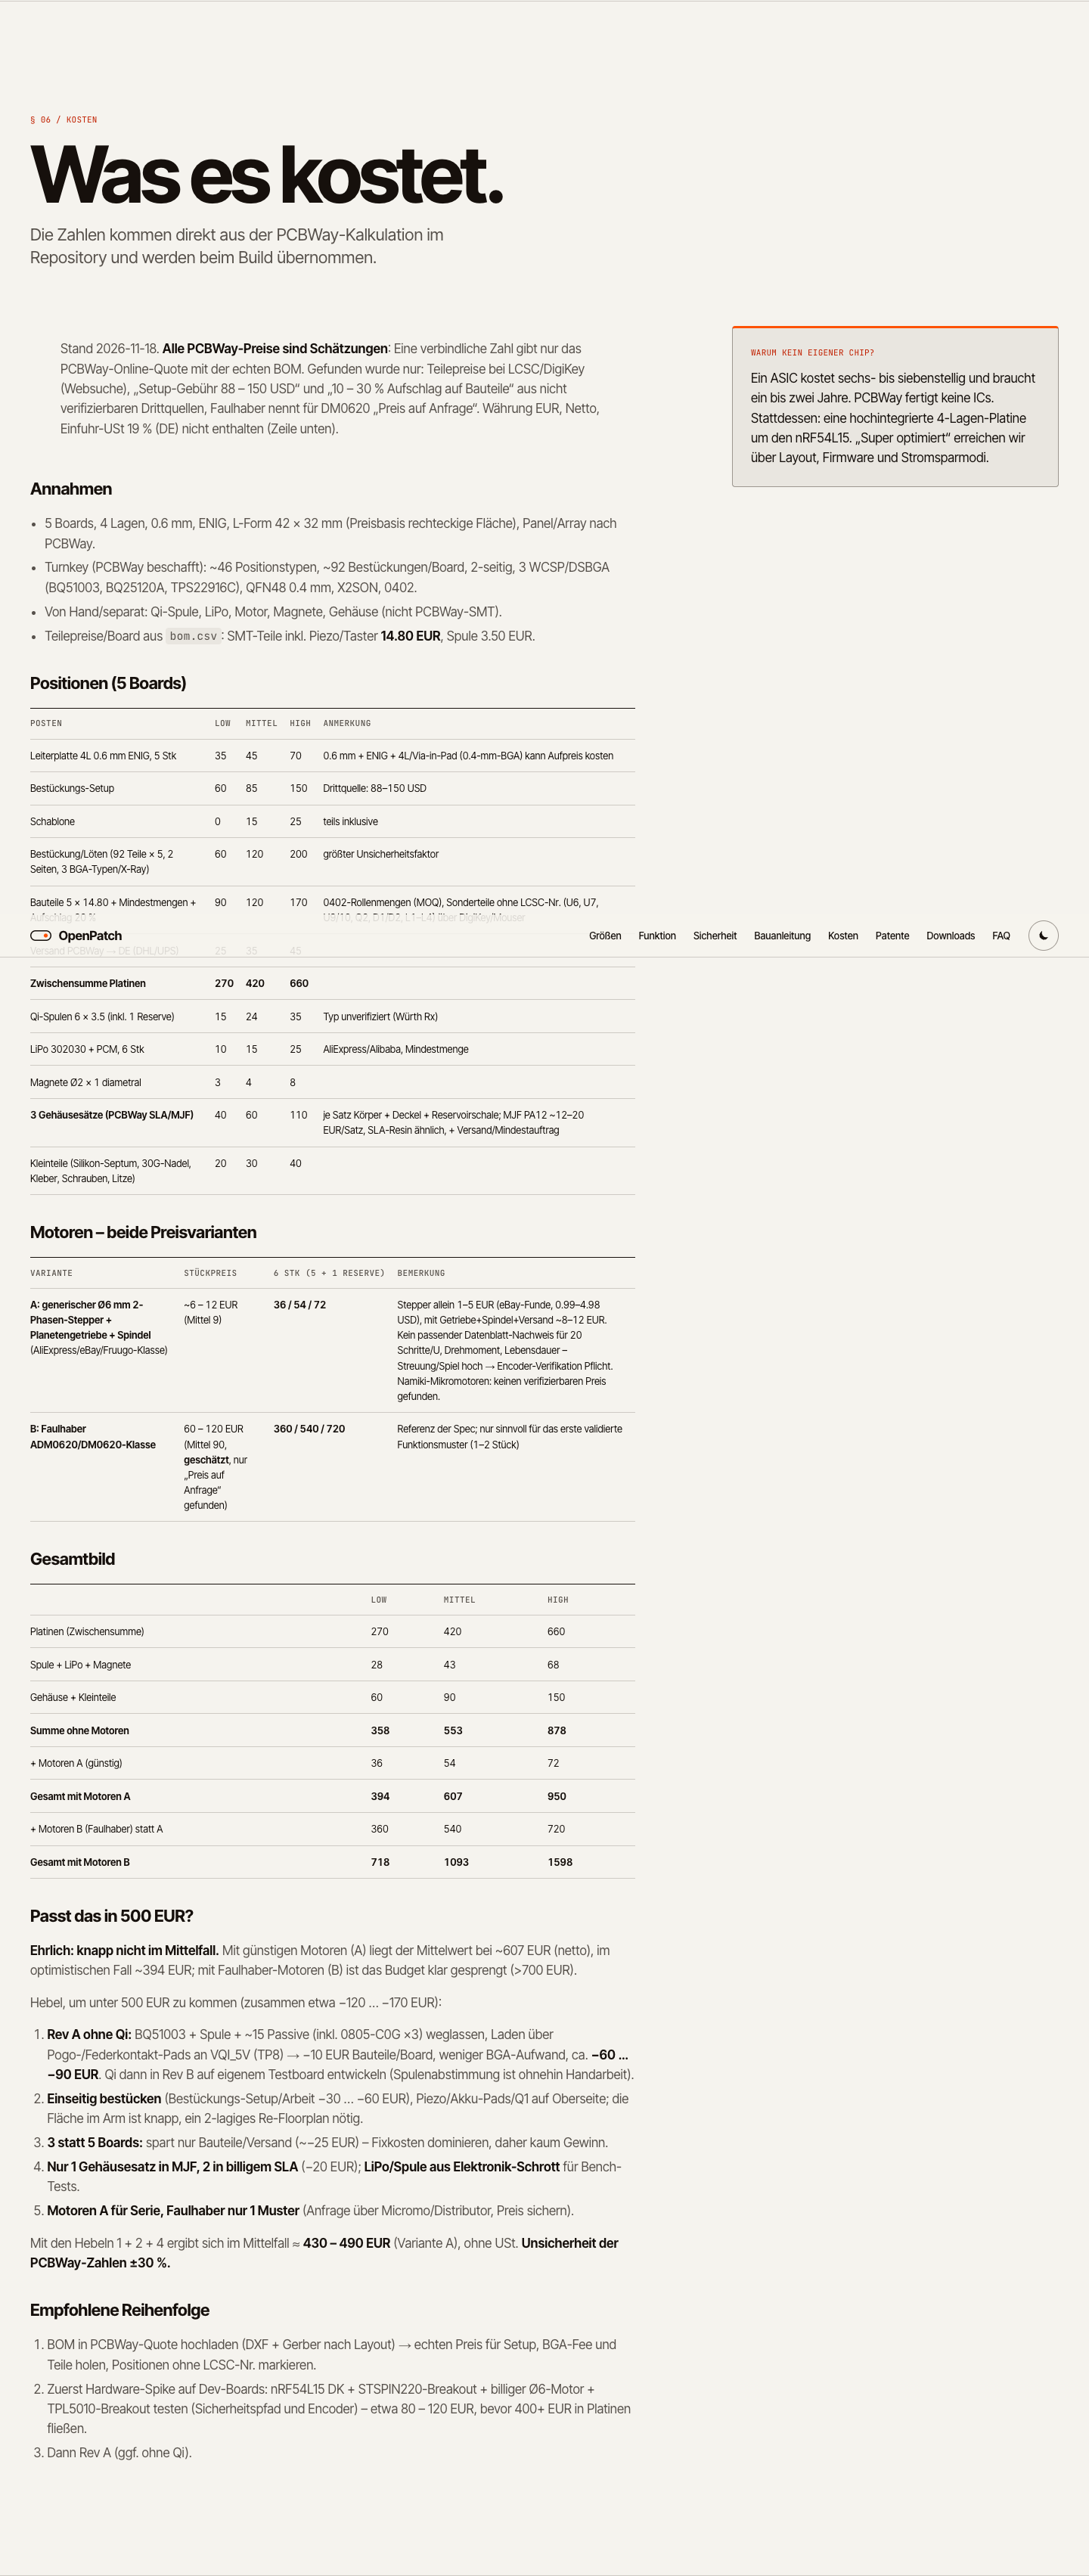 § 06 / KOSTEN
Was es kostet.
Die Zahlen kommen direkt aus der PCBWay-Kalkulation im
Repository und werden beim Build übernommen.
Stand 2026-11-18. Alle PCBWay-Preise sind Schätzungen: Eine verbindliche Zahl gibt nur das
PCBWay-Online-Quote mit der echten BOM. Gefunden wurde nur: Teilepreise bei LCSC/DigiKey
(Websuche), „Setup-Gebühr 88 – 150 USD“ und „10 – 30 % Aufschlag auf Bauteile“ aus nicht
verifizierbaren Drittquellen, Faulhaber nennt für DM0620 „Preis auf Anfrage“. Währung EUR, Netto,
Einfuhr-USt 19 % (DE) nicht enthalten (Zeile unten).
WARUM KEIN EIGENER CHIP?
Ein ASIC kostet sechs- bis siebenstellig und braucht
ein bis zwei Jahre. PCBWay fertigt keine ICs.
Stattdessen: eine hochintegrierte 4-Lagen-Platine
um den nRF54L15. „Super optimiert“ erreichen wir
über Layout, Firmware und Stromsparmodi.
Annahmen
• 5 Boards, 4 Lagen, 0.6 mm, ENIG, L-Form 42 × 32 mm (Preisbasis rechteckige Fläche), Panel/Array nach
PCBWay.
• Turnkey (PCBWay beschafft): ~46 Positionstypen, ~92 Bestückungen/Board, 2-seitig, 3 WCSP/DSBGA
(BQ51003, BQ25120A, TPS22916C), QFN48 0.4 mm, X2SON, 0402.
• Von Hand/separat: Qi-Spule, LiPo, Motor, Magnete, Gehäuse (nicht PCBWay-SMT).
• Teilepreise/Board aus bom.csv: SMT-Teile inkl. Piezo/Taster 14.80 EUR, Spule 3.50 EUR.
Positionen (5 Boards)
POSTEN LOW MITTEL HIGH ANMERKUNG
Leiterplatte 4L 0.6 mm ENIG, 5 Stk 35 45 70 0.6 mm + ENIG + 4L/Via-in-Pad (0.4-mm-BGA) kann Aufpreis kosten
Bestückungs-Setup 60 85 150 Drittquelle: 88–150 USD
Schablone 0 15 25 teils inklusive
Bestückung/Löten (92 Teile × 5, 2 60 120 200 größter Unsicherheitsfaktor
Seiten, 3 BGA-Typen/X-Ray)
Bauteile 5 × 14.80 + Mindestmengen + 90 120 170 0402-Rollenmengen (MOQ), Sonderteile ohne LCSC-Nr. (U6, U7,
Aufschlag 20 % U9/10, Q2, D1/D2, L1–L4) über DigiKey/Mouser
OpenPatch Größen Funktion Sicherheit Bauanleitung Kosten Patente Downloads FAQ
Versand PCBWay → DE (DHL/UPS) 25 35 45
Zwischensumme Platinen 270 420 660
Qi-Spulen 6 × 3.5 (inkl. 1 Reserve) 15 24 35 Typ unverifiziert (Würth Rx)
LiPo 302030 + PCM, 6 Stk 10 15 25 AliExpress/Alibaba, Mindestmenge
Magnete Ø2 × 1 diametral 3 4 8
3 Gehäusesätze (PCBWay SLA/MJF) 40 60 110 je Satz Körper + Deckel + Reservoirschale; MJF PA12 ~12–20
EUR/Satz, SLA-Resin ähnlich, + Versand/Mindestauftrag
Kleinteile (Silikon-Septum, 30G-Nadel, 20 30 40
Kleber, Schrauben, Litze)
Motoren – beide Preisvarianten
VARIANTE STÜCKPREIS 6 STK (5 + 1 RESERVE) BEMERKUNG
A: generischer Ø6 mm 2- ~6 – 12 EUR 36 / 54 / 72 Stepper allein 1–5 EUR (eBay-Funde, 0.99–4.98
Phasen-Stepper + (Mittel 9) USD), mit Getriebe+Spindel+Versand ~8–12 EUR.
Planetengetriebe + Spindel Kein passender Datenblatt-Nachweis für 20
(AliExpress/eBay/Fruugo-Klasse) Schritte/U, Drehmoment, Lebensdauer –
Streuung/Spiel hoch → Encoder-Verifikation Pflicht.
Namiki-Mikromotoren: keinen verifizierbaren Preis
gefunden.
B: Faulhaber 60 – 120 EUR 360 / 540 / 720 Referenz der Spec; nur sinnvoll für das erste validierte
ADM0620/DM0620-Klasse (Mittel 90, Funktionsmuster (1–2 Stück)
geschätzt, nur
„Preis auf
Anfrage“
gefunden)
Gesamtbild
LOW MITTEL HIGH
Platinen (Zwischensumme) 270 420 660
Spule + LiPo + Magnete 28 43 68
Gehäuse + Kleinteile 60 90 150
Summe ohne Motoren 358 553 878
+ Motoren A (günstig) 36 54 72
Gesamt mit Motoren A 394 607 950
+ Motoren B (Faulhaber) statt A 360 540 720
Gesamt mit Motoren B 718 1093 1598
Passt das in 500 EUR?
Ehrlich: knapp nicht im Mittelfall. Mit günstigen Motoren (A) liegt der Mittelwert bei ~607 EUR (netto), im
optimistischen Fall ~394 EUR; mit Faulhaber-Motoren (B) ist das Budget klar gesprengt (>700 EUR).
Hebel, um unter 500 EUR zu kommen (zusammen etwa −120 … −170 EUR):
1. Rev A ohne Qi: BQ51003 + Spule + ~15 Passive (inkl. 0805-C0G ×3) weglassen, Laden über
Pogo-/Federkontakt-Pads an VQI_5V (TP8) → −10 EUR Bauteile/Board, weniger BGA-Aufwand, ca. −60 …
−90 EUR. Qi dann in Rev B auf eigenem Testboard entwickeln (Spulenabstimmung ist ohnehin Handarbeit).
2. Einseitig bestücken (Bestückungs-Setup/Arbeit −30 … −60 EUR), Piezo/Akku-Pads/Q1 auf Oberseite; die
Fläche im Arm ist knapp, ein 2-lagiges Re-Floorplan nötig.
3. 3 statt 5 Boards: spart nur Bauteile/Versand (~−25 EUR) – Fixkosten dominieren, daher kaum Gewinn.
4. Nur 1 Gehäusesatz in MJF, 2 in billigem SLA (−20 EUR); LiPo/Spule aus Elektronik-Schrott für Bench-
Tests.
5. Motoren A für Serie, Faulhaber nur 1 Muster (Anfrage über Micromo/Distributor, Preis sichern).
Mit den Hebeln 1 + 2 + 4 ergibt sich im Mittelfall ≈ 430 – 490 EUR (Variante A), ohne USt. Unsicherheit der
PCBWay-Zahlen ±30 %.
Empfohlene Reihenfolge
1. BOM in PCBWay-Quote hochladen (DXF + Gerber nach Layout) → echten Preis für Setup, BGA-Fee und
Teile holen, Positionen ohne LCSC-Nr. markieren.
2. Zuerst Hardware-Spike auf Dev-Boards: nRF54L15 DK + STSPIN220-Breakout + billiger Ø6-Motor +
TPL5010-Breakout testen (Sicherheitspfad und Encoder) – etwa 80 – 120 EUR, bevor 400+ EUR in Platinen
fließen.
3. Dann Rev A (ggf. ohne Qi).